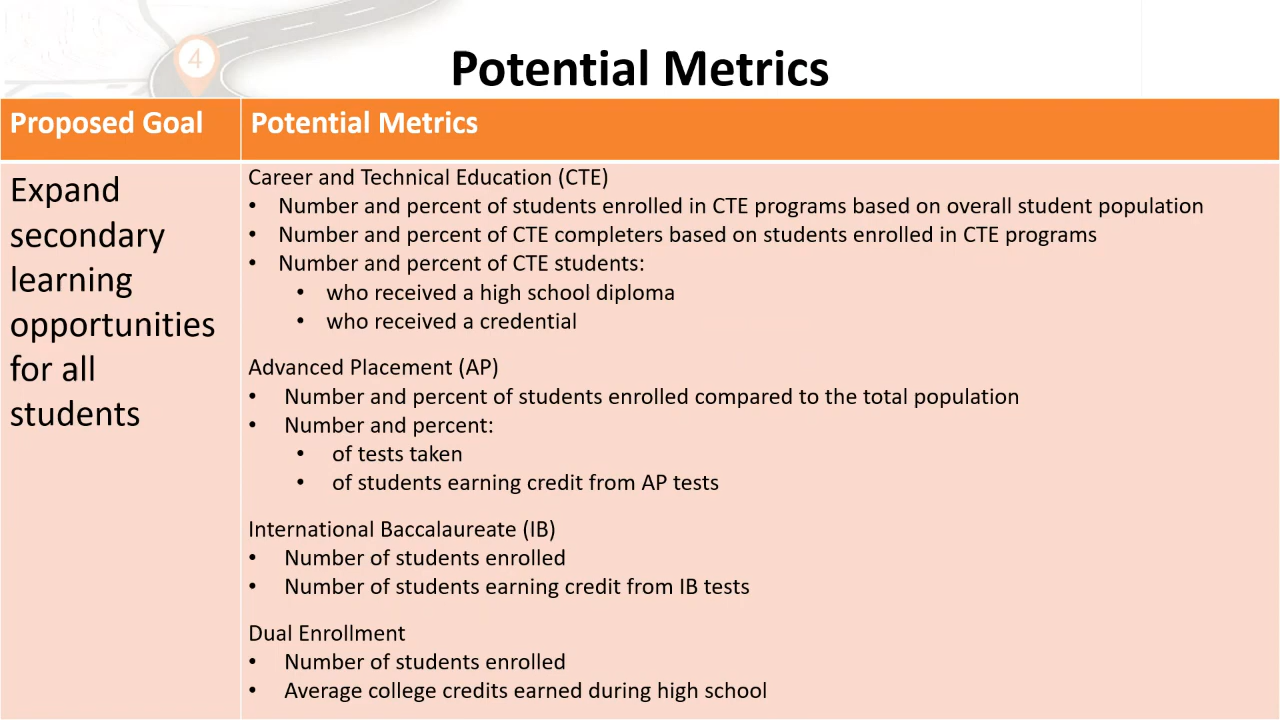 4
Potential Metrics
Proposed Goal
Potential Metrics
Expand
secondary
learning
opportunities
for all
students
Career and Technical Education (CTE)
• Number and percent of students enrolled in CTE programs based on overall student population
• Number and percent of CTE completers based on students enrolled in CTE programs
• Number and percent of CTE students:
• who received a high school diploma
• who received a credential
Advanced Placement (AP)
• Number and percent of students enrolled compared to the total population
• Number and percent:
• of tests taken
• of students earning credit from AP tests
International Baccalaureate (IB)
• Number of students enrolled
• Number of students earning credit from IB tests
Dual Enrollment
• Number of students enrolled
• Average college credits earned during high school